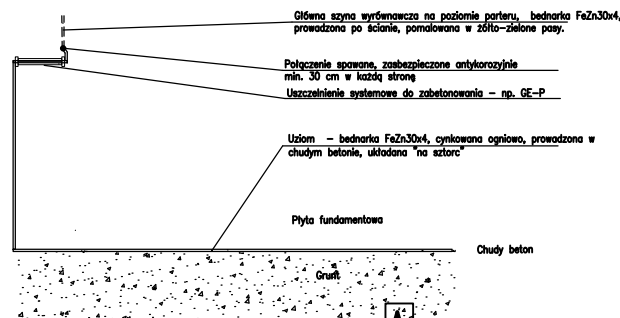 Główna szyna wyrównawcza na poziomie parteru, bednarka FeZn30x4,
prowadzona po ścianie, pomalowana w żółto-zielone pasy.
Połączenie spawane, zasbezpieczone antykorozyjnie
min. 30 cm w każdą stronę
Uszczelnienie systemowe do zabetonowania - np. GE-P
Uziom - bednarka FeZn30x4, cynkowana ogniowo, prowadzona w
chudym betonie, układana "na sztorc"
Płyta fundamentowa
Chudy beton
Grunt